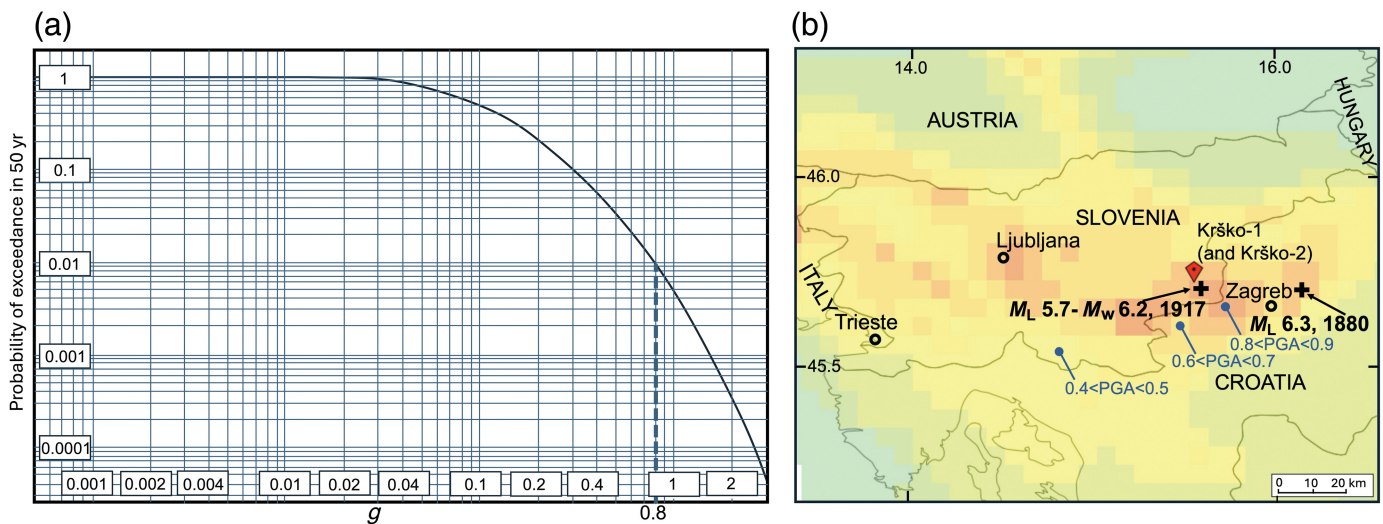 (a)
Probability of exceedance in 50 yr
1
0.1
0.01
0.001
0.0001
0.001 0.002 0.004 0.01 0.02 0.04 0.1 0.2 0.4 1 2
g 0.8
(b)
14.0 16.0
HUNGARY
AUSTRIA
46.0
SLOVENIA
Krško-1
(and Krško-2)
Ljubljana
ITALY
Zagreb
ML 5.7- Mw 6.2, 1917
Trieste
ML 6.3, 1880
0.8<PGA<0.9
0.6<PGA<0.7
45.5
0.4<PGA<0.5
CROATIA
0 10 20 km